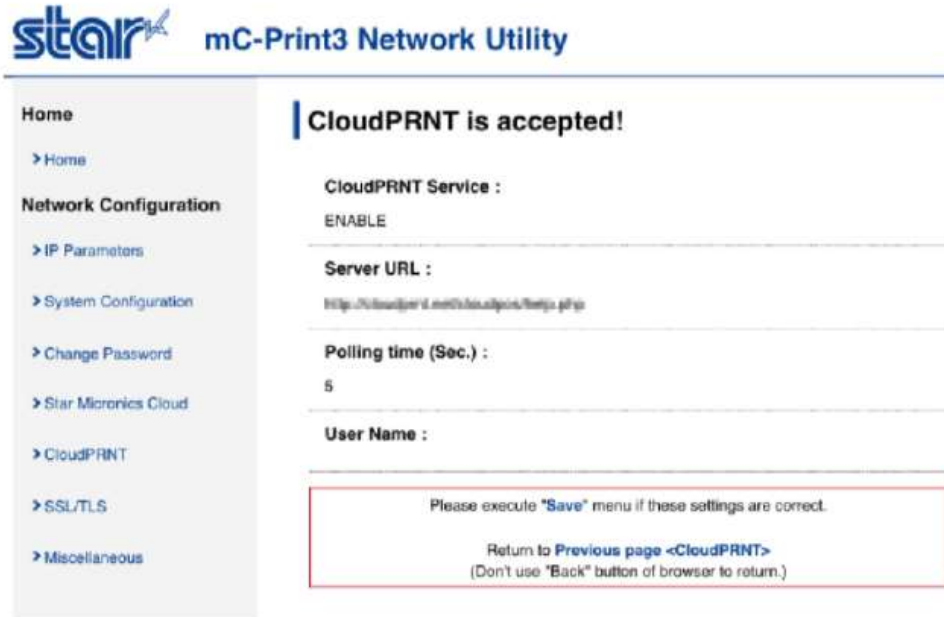 star
mC-Print3 Network Utility
Home
> Home
Network Configuration
> IP Parameters
> System Configuration
> Change Password
> Star Micronics Cloud
> CloudPRNT
> SSL/TLS
> Miscellaneous
CloudPRNT is accepted!
CloudPRNT Service :
ENABLE
Server URL :
Polling time (Sec.) :
5
User Name :
Please execute "Save" menu if these settings are correct.
Return to Previous page <CloudPRNT>
(Don't use "Back" button of browser to return.)